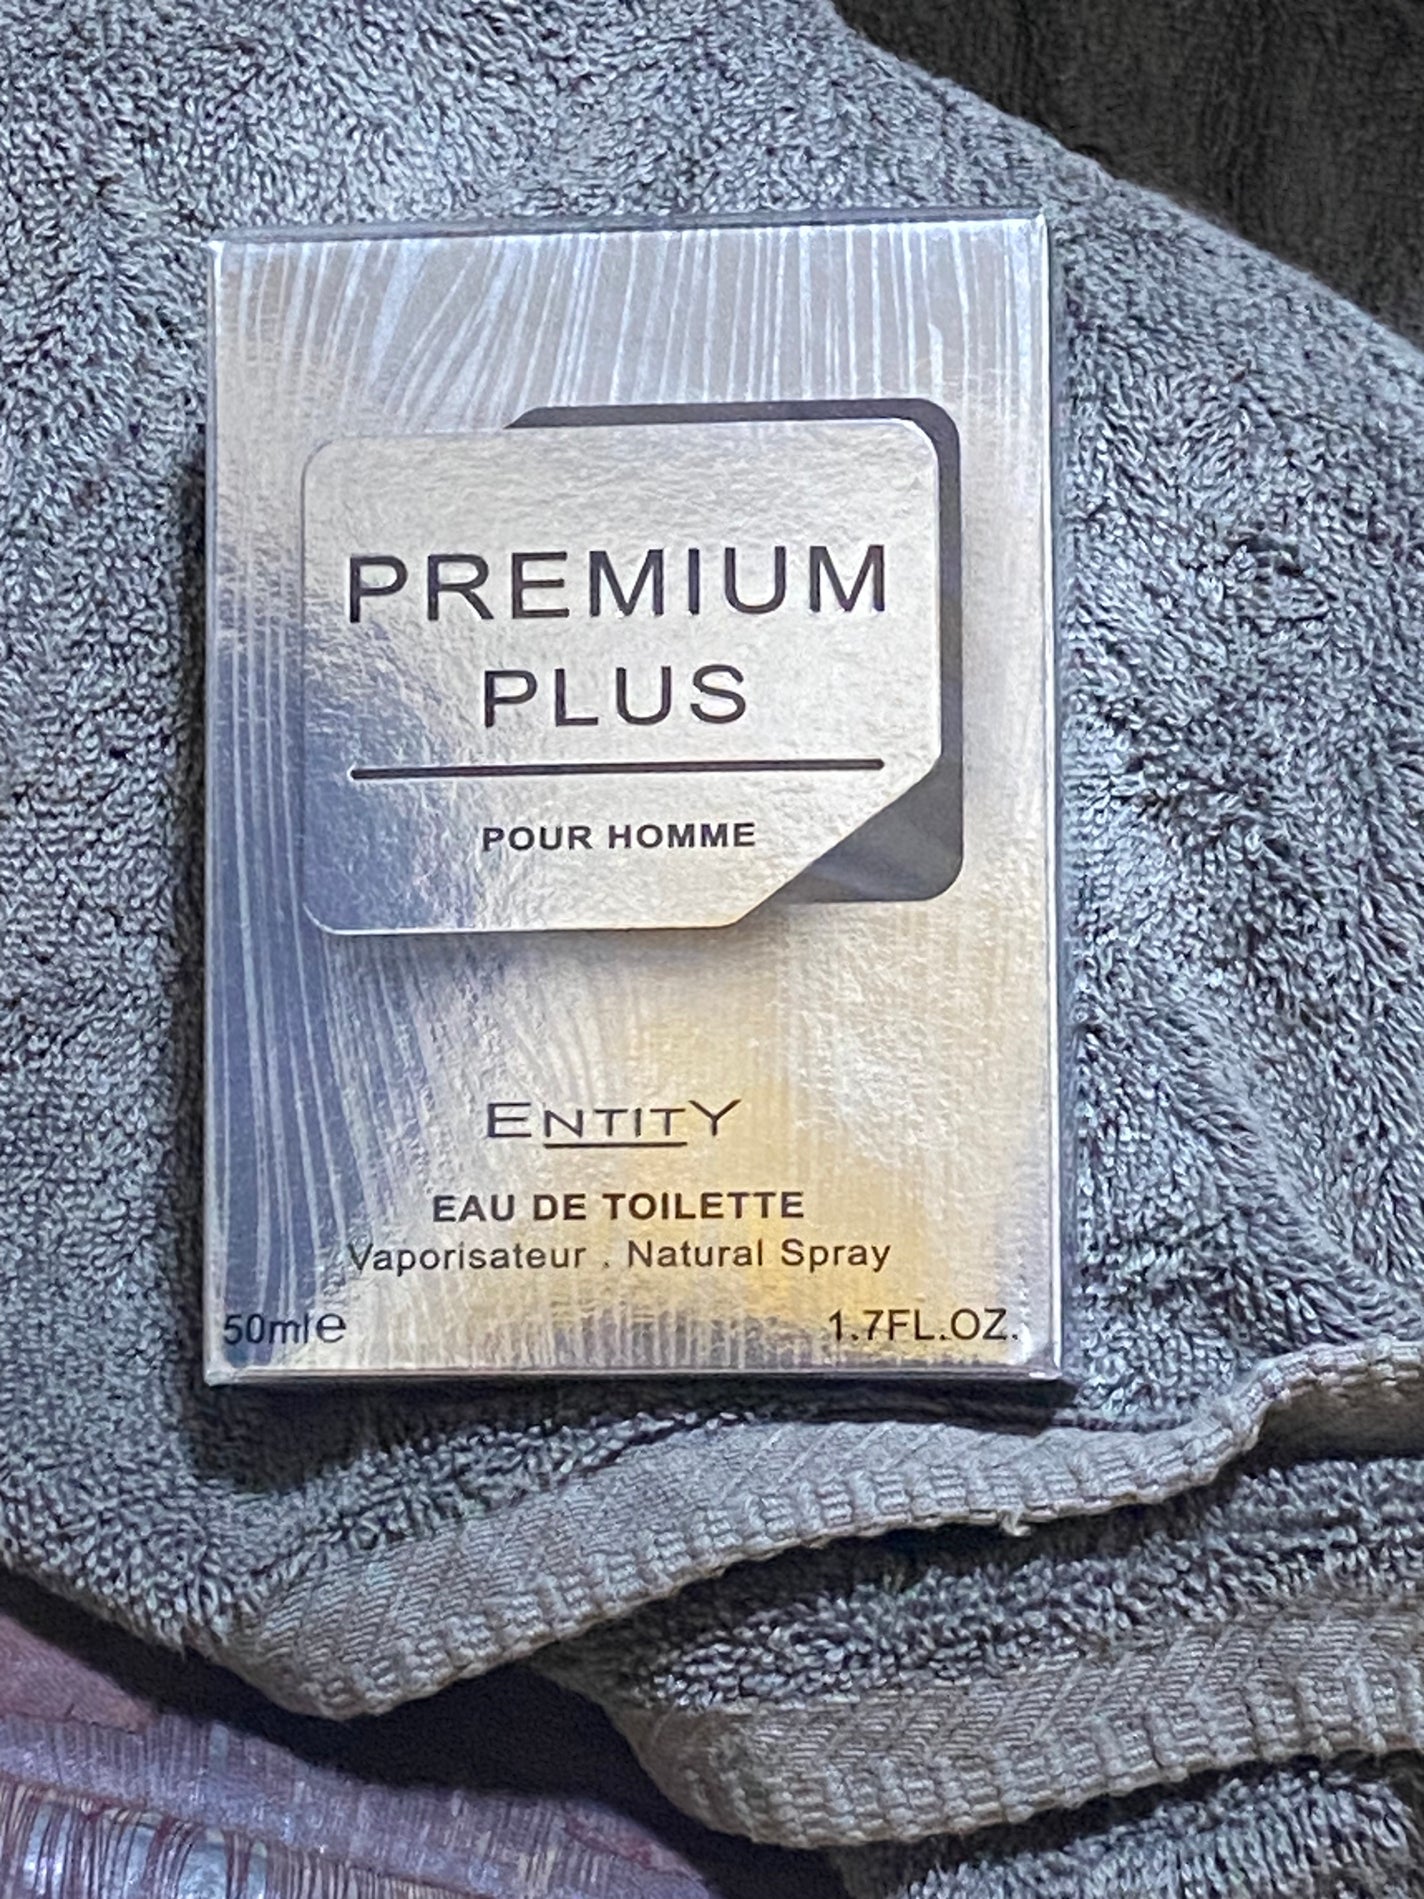 PREMIUM
PLUS
POUR HOMME
ENTITY
EAU DE TOILETTE
Vaporisateur . Natural Spray
50ml℮ 1.7FL.OZ.